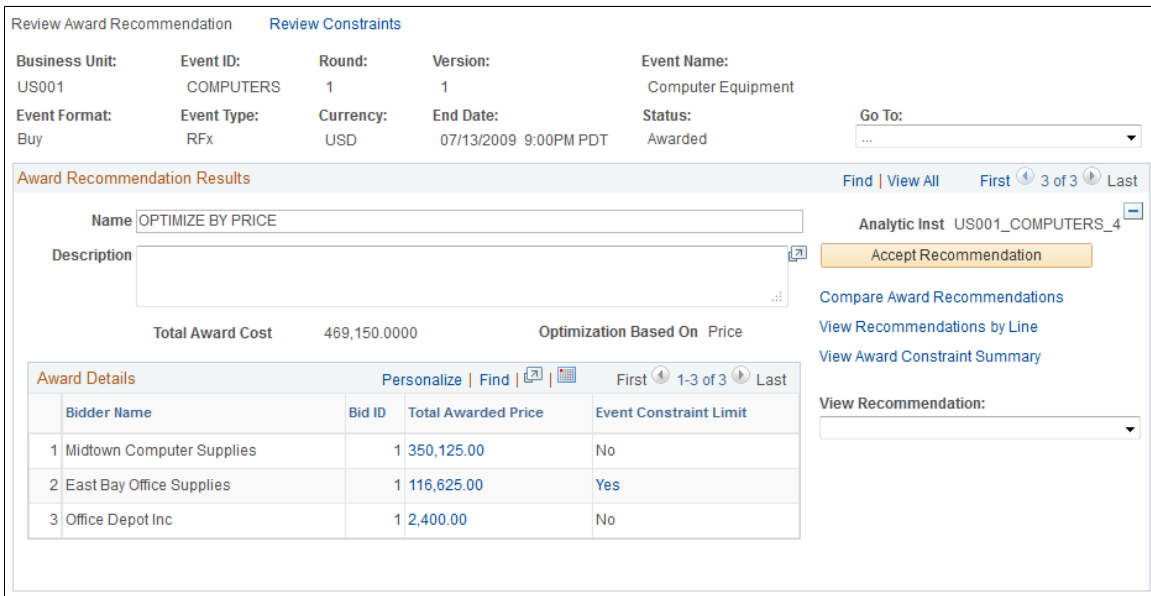 Review Award Recommendation Review Constraints
Business Unit: Event ID: Round: Version: Event Name:
US001 COMPUTERS 1 1 Computer Equipment
Event Format: Event Type: Currency: End Date: Status: Go To:
Buy RFx USD 07/13/2009 9:00PM PDT Awarded ...
Award Recommendation Results Find | View All First 3 of 3 Last
Name OPTIMIZE BY PRICE Analytic Inst US001_COMPUTERS_4
Description Accept Recommendation
Compare Award Recommendations
Total Award Cost 469,150.0000 Optimization Based On Price View Recommendations by Line
View Award Constraint Summary
Award Details Personalize | Find | | First 1-3 of 3 Last
Bidder Name Bid ID Total Awarded Price Event Constraint Limit View Recommendation:
1 Midtown Computer Supplies 1 350,125.00 No
2 East Bay Office Supplies 1 116,625.00 Yes
3 Office Depot Inc 1 2,400.00 No